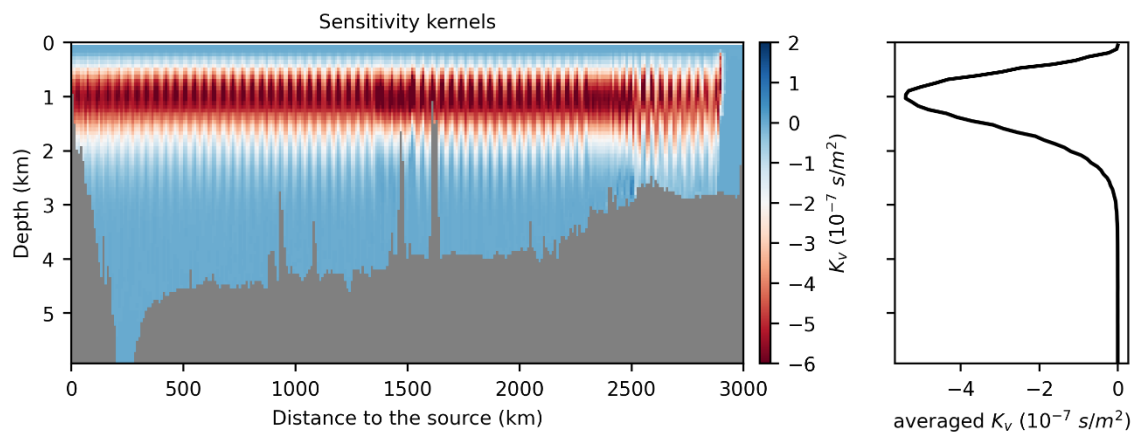 Sensitivity kernels
Depth (km)
0
1
2
3
4
5
0 500 1000 1500 2000 2500 3000
Distance to the source (km)
2
1
0
−1
−2
−3
−4
−5
−6
K_v (10^{-7} s/m^2)
−4 −2 0
averaged K_v (10^{-7} s/m^2)